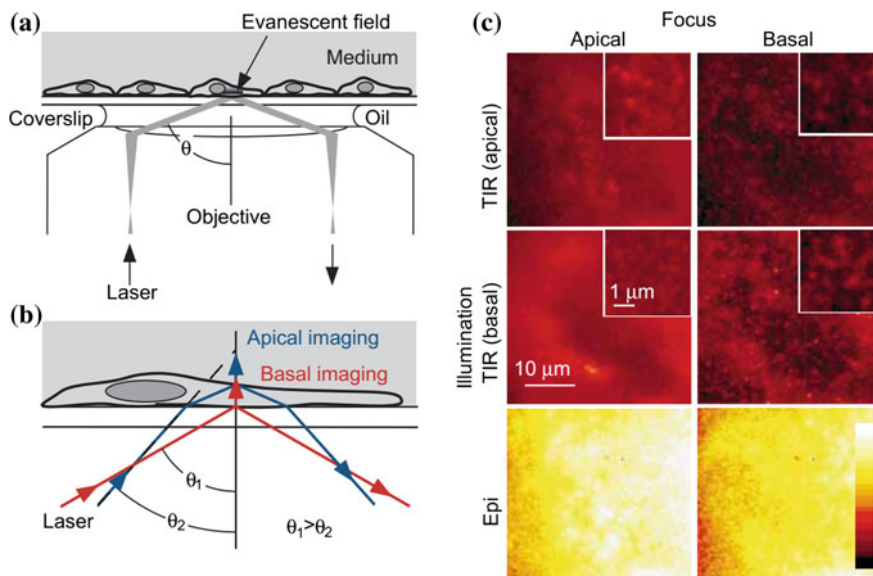 (a)
Evanescent field
Medium
Coverslip
Oil
θ
Objective
Laser
(b)
Apical imaging
Basal imaging
θ1
Laser
θ2
θ1>θ2
(c)
Focus
Apical
Basal
TIR (apical)
Illumination
TIR (basal)
1 μm
10 μm
Epi